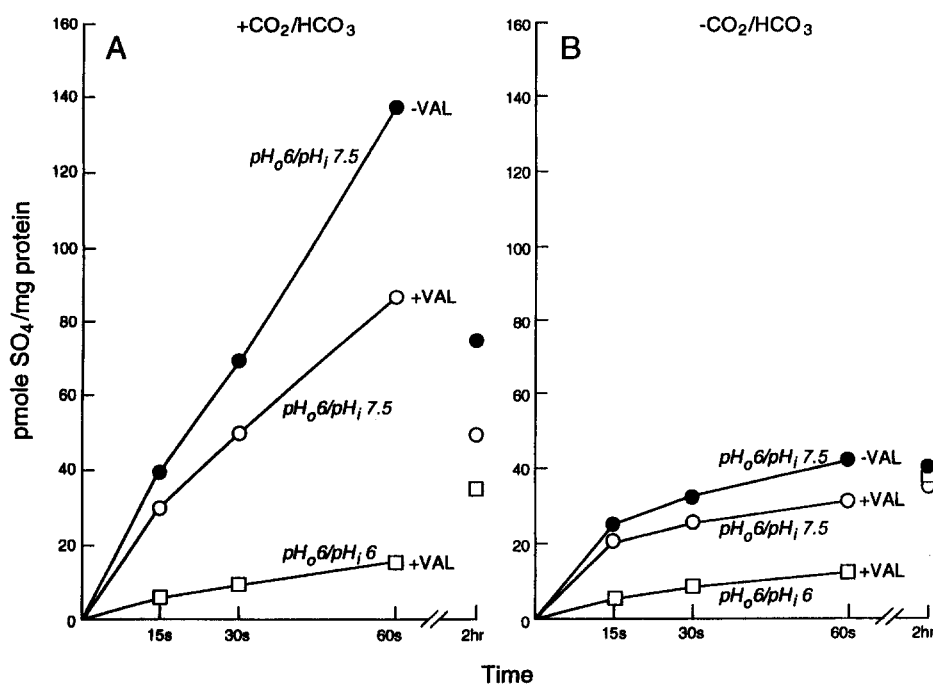 +CO₂/HCO₃
A
160
140
120
100
80
60
40
20
0
pmole SO₄/mg protein
-VAL
pHₒ6/pHᵢ 7.5
+VAL
pHₒ6/pHᵢ 7.5
pHₒ6/pHᵢ 6
+VAL
15s
30s
60s
2hr
-CO₂/HCO₃
B
160
140
120
100
80
60
40
20
0
pHₒ6/pHᵢ 7.5
-VAL
+VAL
pHₒ6/pHᵢ 7.5
+VAL
pHₒ6/pHᵢ 6
15s
30s
60s
2hr
Time